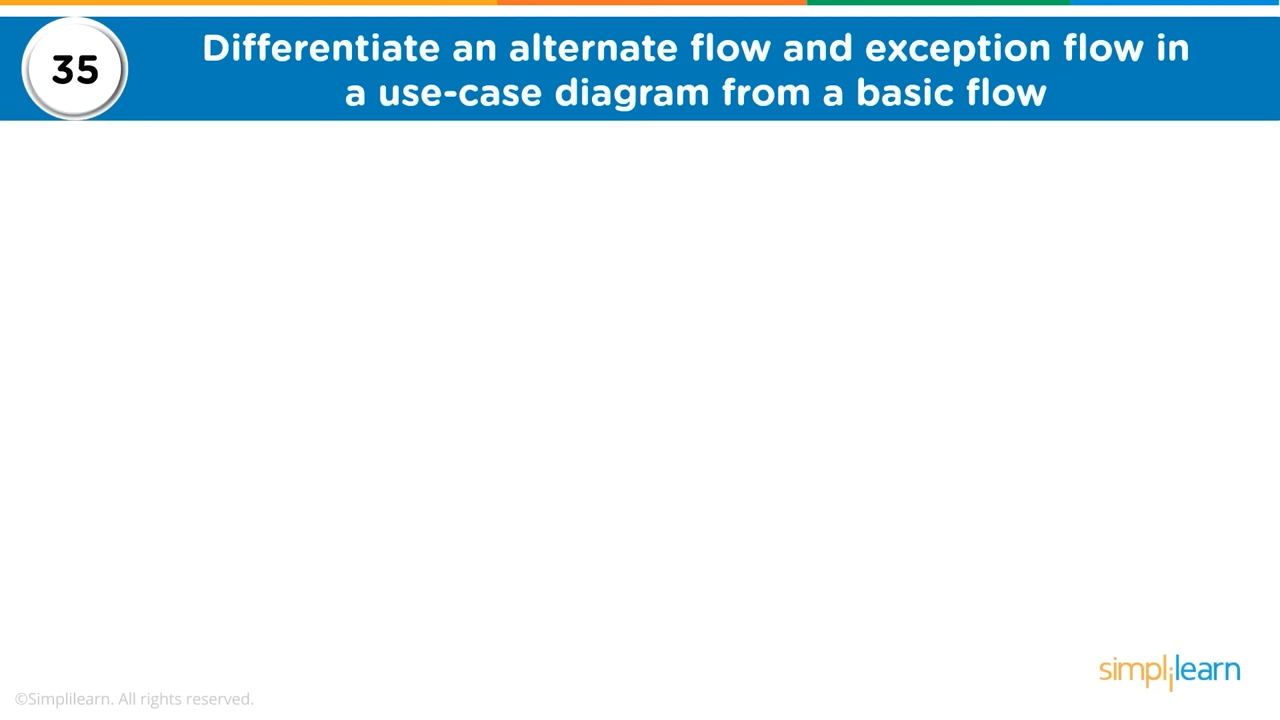 35
Differentiate an alternate flow and exception flow in
a use-case diagram from a basic flow
simplilearn
©Simplilearn. All rights reserved.